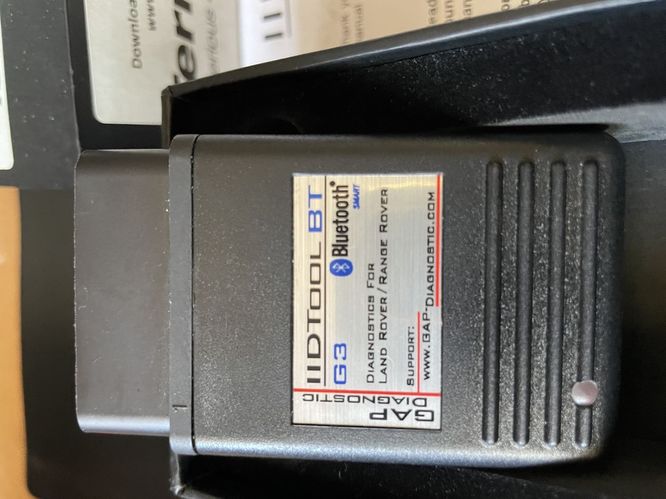 IIDTOOL BT
G3
Bluetooth®
SMART
DIAGNOSTICS FOR
LAND ROVER/RANGE ROVER
SUPPORT:
WWW.GAP-DIAGNOSTIC.COM
GAP
DIAGNOSTIC
1
Download
www.